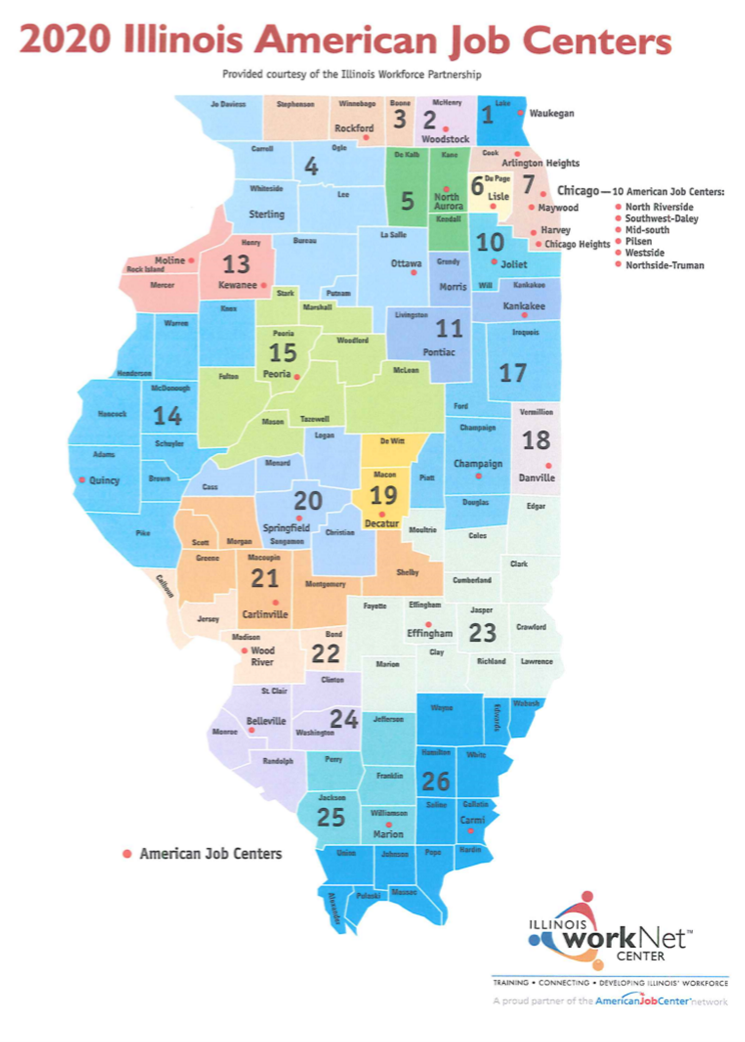 2020 Illinois American Job Centers
Provided courtesy of the Illinois Workforce Partnership
Jo Daviess
Stephenson
Winnebago
Boone
McHenry
Lake
Rockford
3
2
1
Waukegan
Woodstock
Carroll
Ogle
De Kalb
Kane
Cook
Arlington Heights
4
5
North
Aurora
6
Du Page
Lisle
7
Chicago—10 American Job Centers:
North Riverside
Southwest-Daley
Mid-south
Pilsen
Westside
Northside-Truman
Maywood
Harvey
Chicago Heights
Whiteside
Lee
Sterling
Kendall
Bureau
La Salle
Ottawa
10
Joliet
Will
Grundy
Morris
Kankakee
Kankakee
Moline
Rock Island
Mercer
Henry
13
Kewanee
Stark
Putnam
Marshall
Knox
Warren
Henderson
Peoria
15
Peoria
Woodford
Livingston
11
Pontiac
Iroquois
17
McDonough
14
Hancock
Fulton
McLean
Mason
Tazewell
Ford
Schuyler
Adams
Quincy
Brown
Pike
Logan
De Witt
Champaign
Champaign
Vermillion
18
Danville
Menard
Cass
Macon
19
Decatur
Piatt
Douglas
Edgar
20
Springfield
Sangamon
Christian
Moultrie
Coles
Scott
Morgan
Greene
Macoupin
21
Carlinville
Montgomery
Shelby
Cumberland
Clark
Calhoun
Jersey
Fayette
Effingham
Effingham
Jasper
23
Crawford
Madison
Wood
River
Bond
22
Marion
Clay
Richland
Lawrence
Clinton
St. Clair
24
Belleville
Monroe
Washington
Jefferson
Wayne
Edwards
Wabash
Randolph
Perry
Franklin
Hamilton
White
26
Jackson
25
Williamson
Marion
Saline
Gallatin
Carmi
Union
Johnson
Pope
Hardin
Alexander
Pulaski
Massac
American Job Centers
ILLINOIS
workNet™
CENTER
TRAINING • CONNECTING • DEVELOPING ILLINOIS' WORKFORCE
A proud partner of the AmericanJobCenter® network